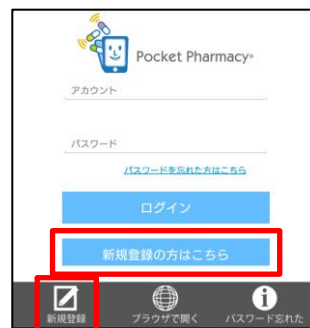 Pocket Pharmacy®
アカウント
パスワード
パスワードを忘れた方はこちら
ログイン
新規登録の方はこちら
新規登録 ブラウザで開く パスワード忘れた